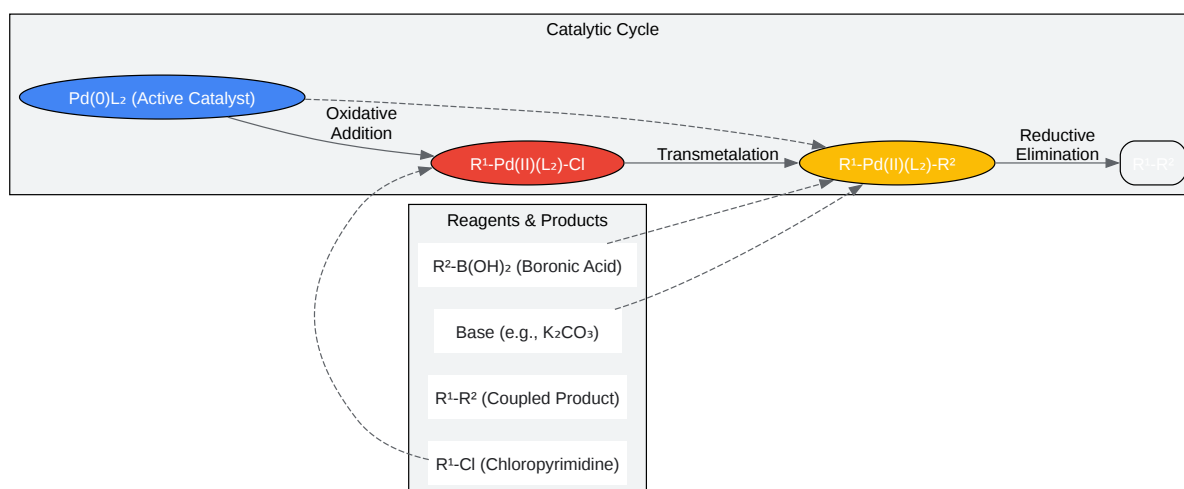 Catalytic Cycle
Pd(0)L₂ (Active Catalyst)
Oxidative
Addition
R¹-Pd(II)(L₂)-Cl
Transmetalation
R¹-Pd(II)(L₂)-R²
Reductive
Elimination
R¹-R²
Reagents & Products
R²-B(OH)₂ (Boronic Acid)
Base (e.g., K₂CO₃)
R¹-R² (Coupled Product)
R¹-Cl (Chloropyrimidine)